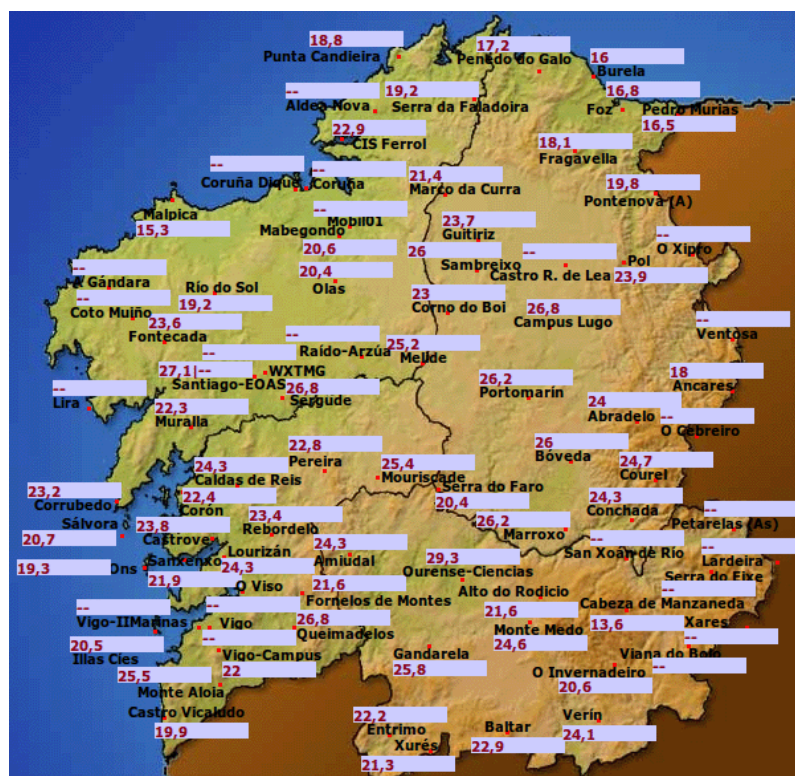 18,8
Punta Candieira
17,2
Penedo do Galo
16
Burela
--
Aldea Nova
19,2
Serra da Faladoira
16,8
Foz
Pedro Murias
16,5
22,9
CIS Ferrol
18,1
Fragavella
--
Coruña Dique
--
Coruña
21,4
Marco da Curra
19,8
Pontenova (A)
Malpica
15,3
--
Mobil01
Mabegondo
20,6
23,7
Guitiriz
--
O Xipro
26
Sambreixo
--
Castro R. de Lea
Pol
23,9
--
A Gándara
Río do Sol
19,2
20,4
Olas
--
Coto Muiño
23
Corno do Boi
26,8
Campus Lugo
23,6
Fontecada
--
Ventosa
--
Raído-Arzúa
25,2
Melide
--
WXTMG
27,1|--
Santiago-EOAS
26,8
Sergude
26,2
Portomarín
18
Ancares
--
Lira
22,3
Muralla
24
Abradelo
--
O Cebreiro
22,8
Pereira
25,4
Mouriscade
26
Bóveda
24,7
Courel
24,3
Caldas de Reis
23,2
Corrubedo
22,4
Corón
Serra do Faro
20,4
24,3
Conchada
Sálvora
20,7
23,8
Castrove
23,4
Rebordelo
26,2
Marroxo
--
Petarelas (As)
Ons
19,3
Sanxenxo
21,9
Lourizán
24,3
24,3
Amiudal
29,3
Ourense-Ciencias
--
San Xoán de Río
--
Lardeira
Serra do Eixe
O Viso
--
21,6
Fornelos de Montes
Alto do Rodicio
21,6
Cabeza de Manzaneda
13,6
--
Xares
--
--
Vigo-II
Marinas
Vigo
--
26,8
Queimadelos
Monte Medo
24,6
Viana do Bolo
--
Illas Cies
20,5
Vigo-Campus
22
Gandarela
25,8
O Invernadeiro
20,6
25,5
Monte Aloia
Castro Vicaludo
19,9
22,2
Entrimo
Xurés
21,3
Baltar
22,9
Verín
24,1